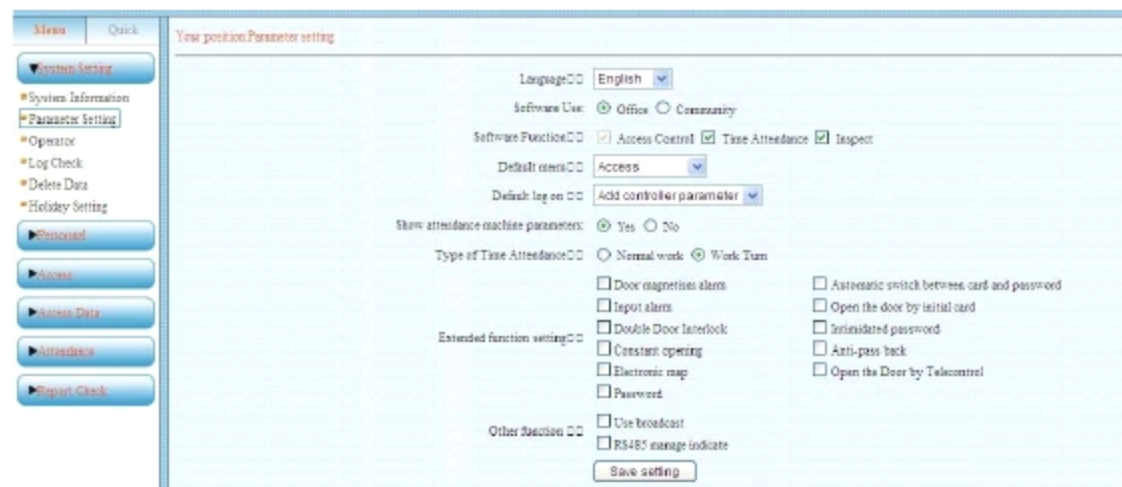 Menu Quick
Your position:Parameter setting
System Setting
System Information
Parameter Setting
Operator
Log Check
Delete Data
Holiday Setting
Personnel
Access
Access Data
Attendance
Report Check
Language□□ English
Software Use: Office Community
Software Function□□ Access Control Time Attendance Inspect
Default menu□□ Access
Default log on □□ Add controller parameter
Show attendance machine parameters: Yes No
Type of Time Attendance□□ Normal work Work Turn
Extended function setting□□
Door magnetism alarm Automatic switch between card and password
Input alarm Open the door by initial card
Double Door Interlock Intimidated password
Constant opening Anti-pass back
Electronic map Open the Door by Telecontrol
Password
Other function □□
Use broadcast
RS485 manage indicate
Save setting